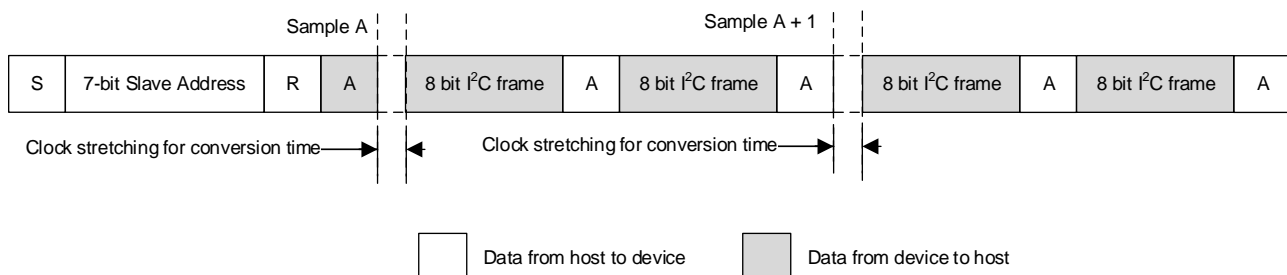 Sample A
Sample A + 1
S 7-bit Slave Address R A 8 bit I²C frame A 8 bit I²C frame A 8 bit I²C frame A 8 bit I²C frame A
Clock stretching for conversion time Clock stretching for conversion time
Data from host to device Data from device to host